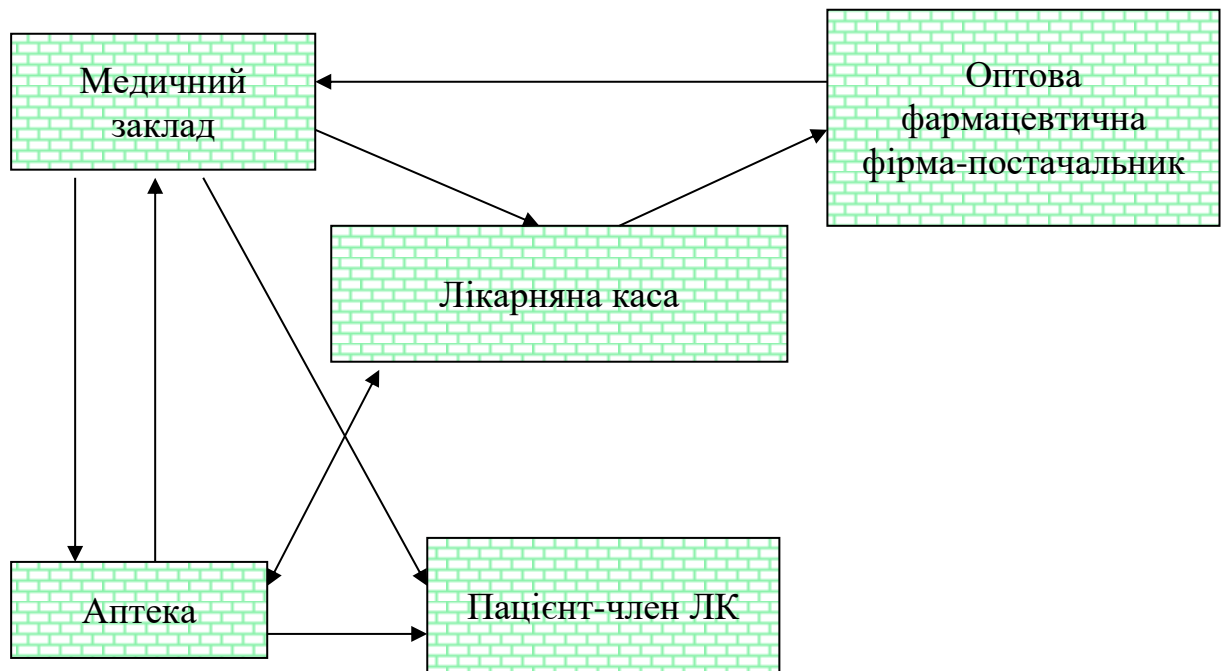 Медичний
заклад
Оптова
фармацевтична
фірма-постачальник
Лікарняна каса
Аптека
Пацієнт-член ЛК